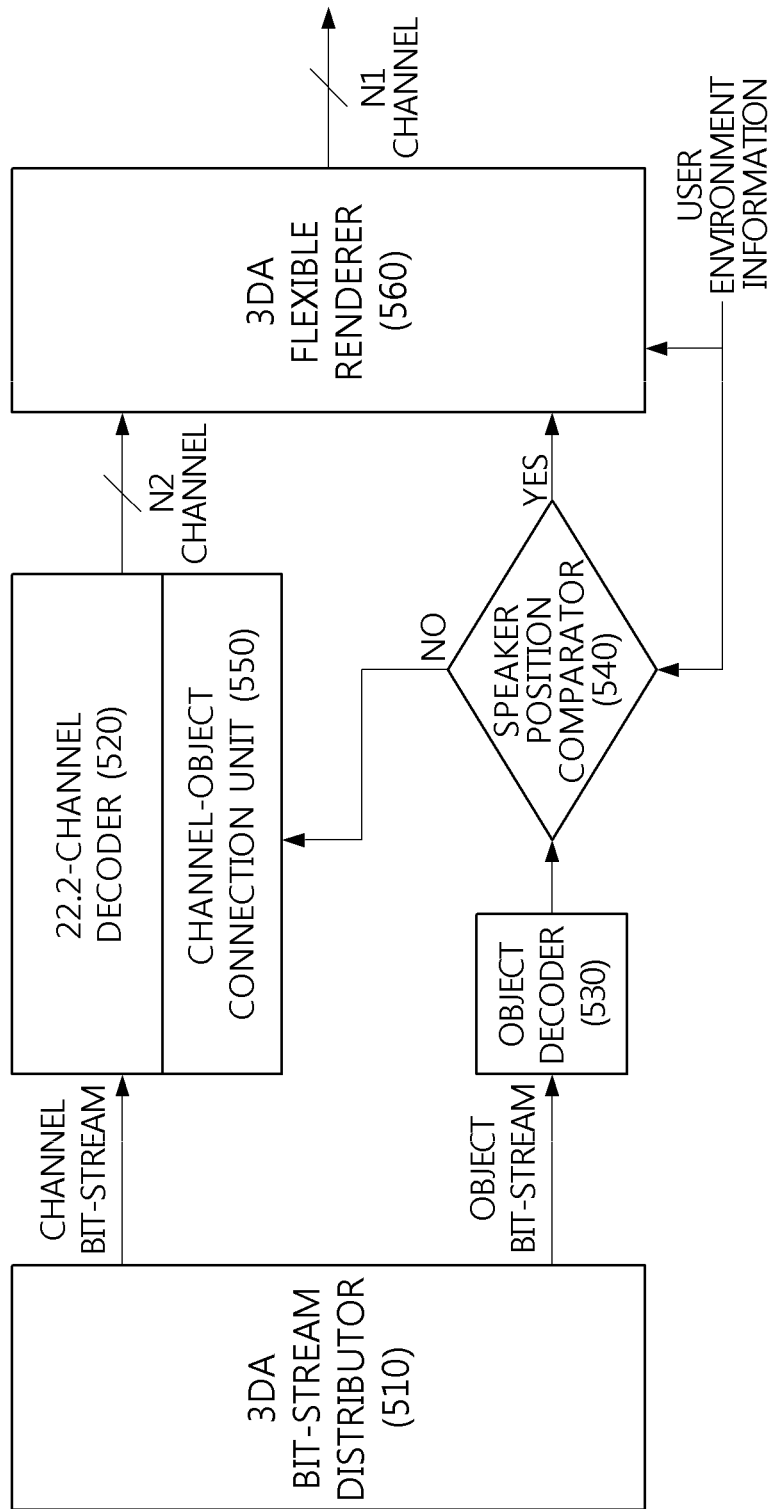 3DA
BIT-STREAM
DISTRIBUTOR
(510)
CHANNEL
BIT-STREAM
OBJECT
BIT-STREAM
22.2-CHANNEL
DECODER (520)
CHANNEL-OBJECT
CONNECTION UNIT (550)
OBJECT
DECODER
(530)
NO
SPEAKER
POSITION
COMPARATOR
(540)
YES
N2
CHANNEL
3DA
FLEXIBLE
RENDERER
(560)
USER
ENVIRONMENT
INFORMATION
N1
CHANNEL